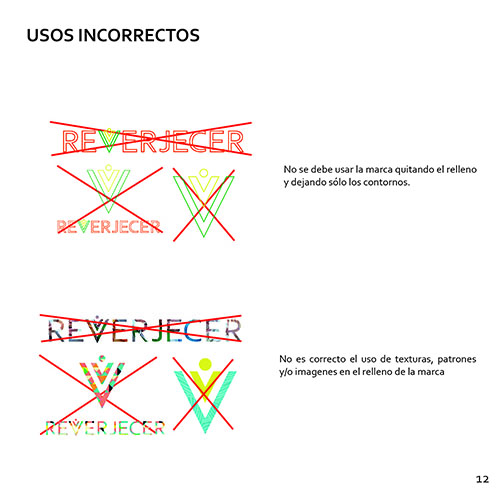 USOS INCORRECTOS
REVERJECER
No se debe usar la marca quitando el relleno
y dejando sólo los contornos.
REVERJECER
REVERJECER
No es correcto el uso de texturas, patrones
y/o imagenes en el relleno de la marca
REVERJECER
12